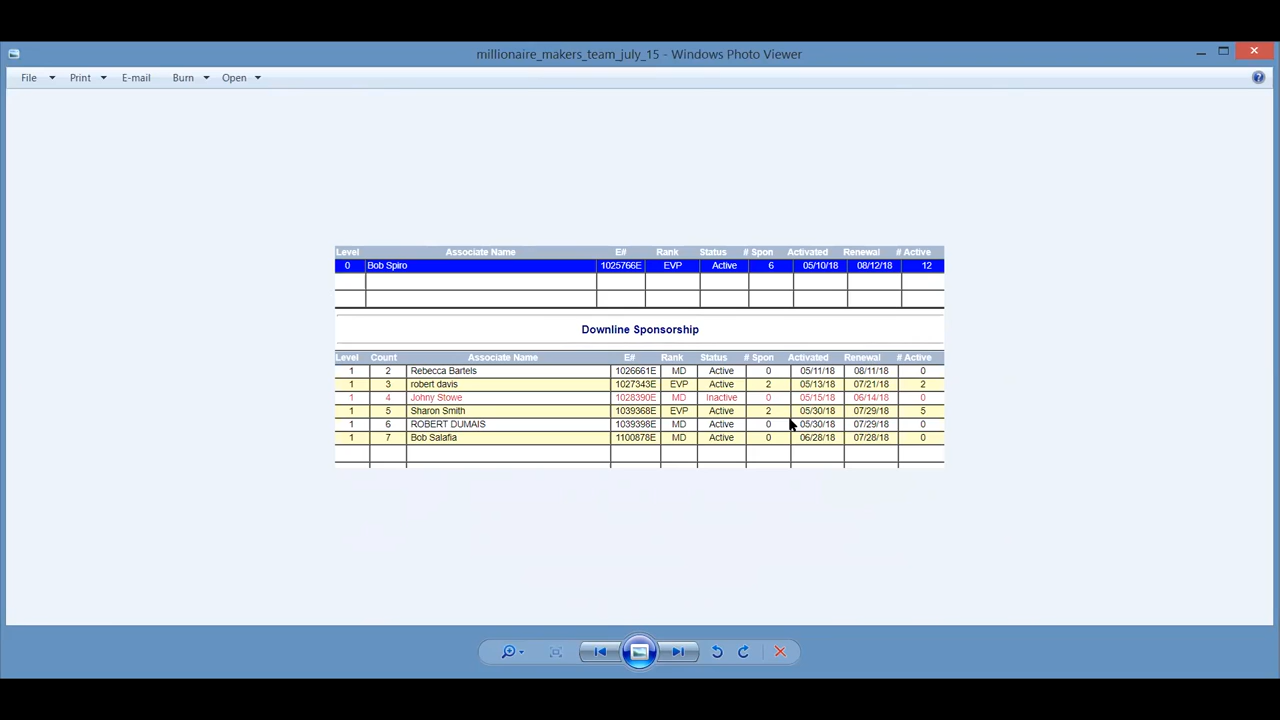 millionaire_makers_team_july_15 - Windows Photo Viewer
File Print E-mail Burn Open
Level Associate Name E# Rank Status # Spon Activated Renewal # Active
0 Bob Spiro 1025766E EVP Active 6 05/10/18 08/12/18 12
Downline Sponsorship
Level Count Associate Name E# Rank Status # Spon Activated Renewal # Active
1 2 Rebecca Bartels 1026661E MD Active 0 05/11/18 08/11/18 0
1 3 robert davis 1027343E EVP Active 2 05/13/18 07/21/18 2
1 4 Johny Stowe 1028390E MD Inactive 0 05/15/18 06/14/18 0
1 5 Sharon Smith 1039368E EVP Active 2 05/30/18 07/29/18 5
1 6 ROBERT DUMAIS 1039398E MD Active 0 05/30/18 07/29/18 0
1 7 Bob Salafia 1100878E MD Active 0 06/28/18 07/28/18 0